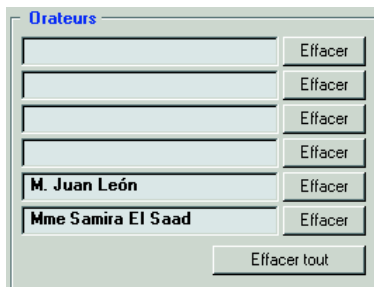 Orateurs
Effacer
Effacer
Effacer
Effacer
M. Juan León Effacer
Mme Samira El Saad Effacer
Effacer tout